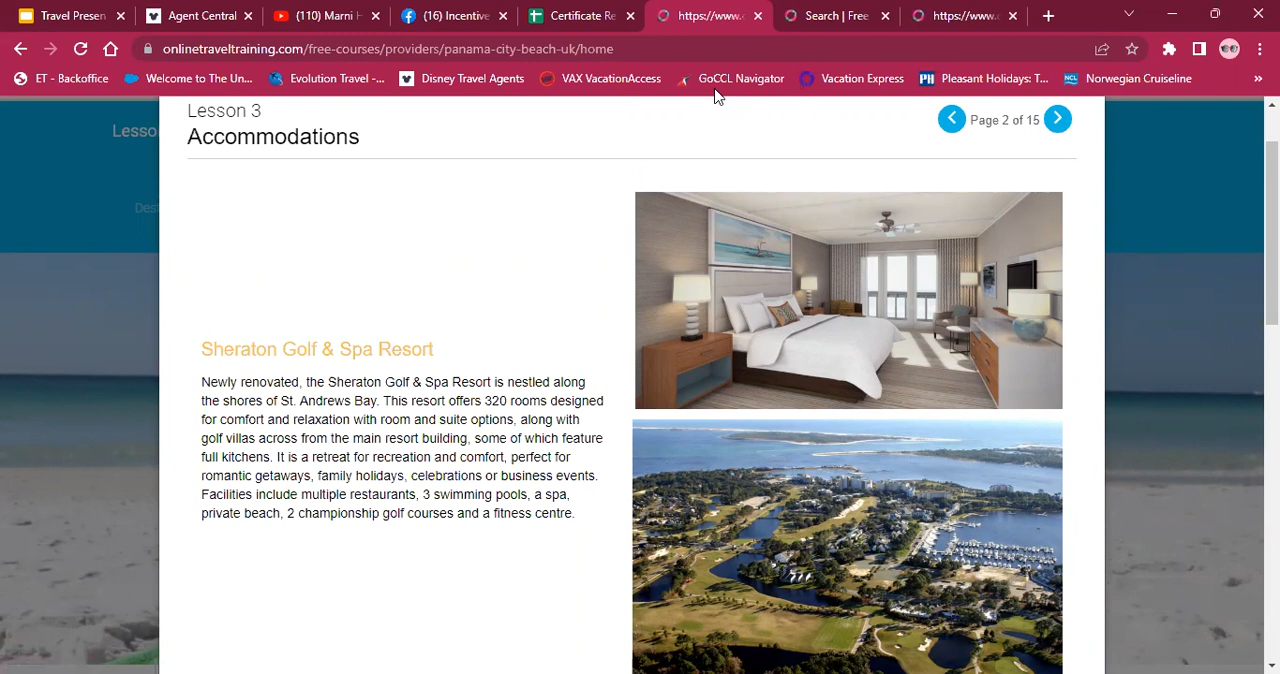 Travel Presen
Agent Central
(110) Marni H
(16) Incentive
Certificate Re
https://www.
Search | Free
https://www.
onlinetraveltraining.com/free-courses/providers/panama-city-beach-uk/home
ET - Backoffice
Welcome to The Un...
Evolution Travel -...
Disney Travel Agents
VAX VacationAccess
GoCCL Navigator
Vacation Express
PH
Pleasant Holidays: T...
NCL
Norwegian Cruiseline
»
Lesso
Dest
Lesson 3
Accommodations
Page 2 of 15
Sheraton Golf & Spa Resort
Newly renovated, the Sheraton Golf & Spa Resort is nestled along
the shores of St. Andrews Bay. This resort offers 320 rooms designed
for comfort and relaxation with room and suite options, along with
golf villas across from the main resort building, some of which feature
full kitchens. It is a retreat for recreation and comfort, perfect for
romantic getaways, family holidays, celebrations or business events.
Facilities include multiple restaurants, 3 swimming pools, a spa,
private beach, 2 championship golf courses and a fitness centre.